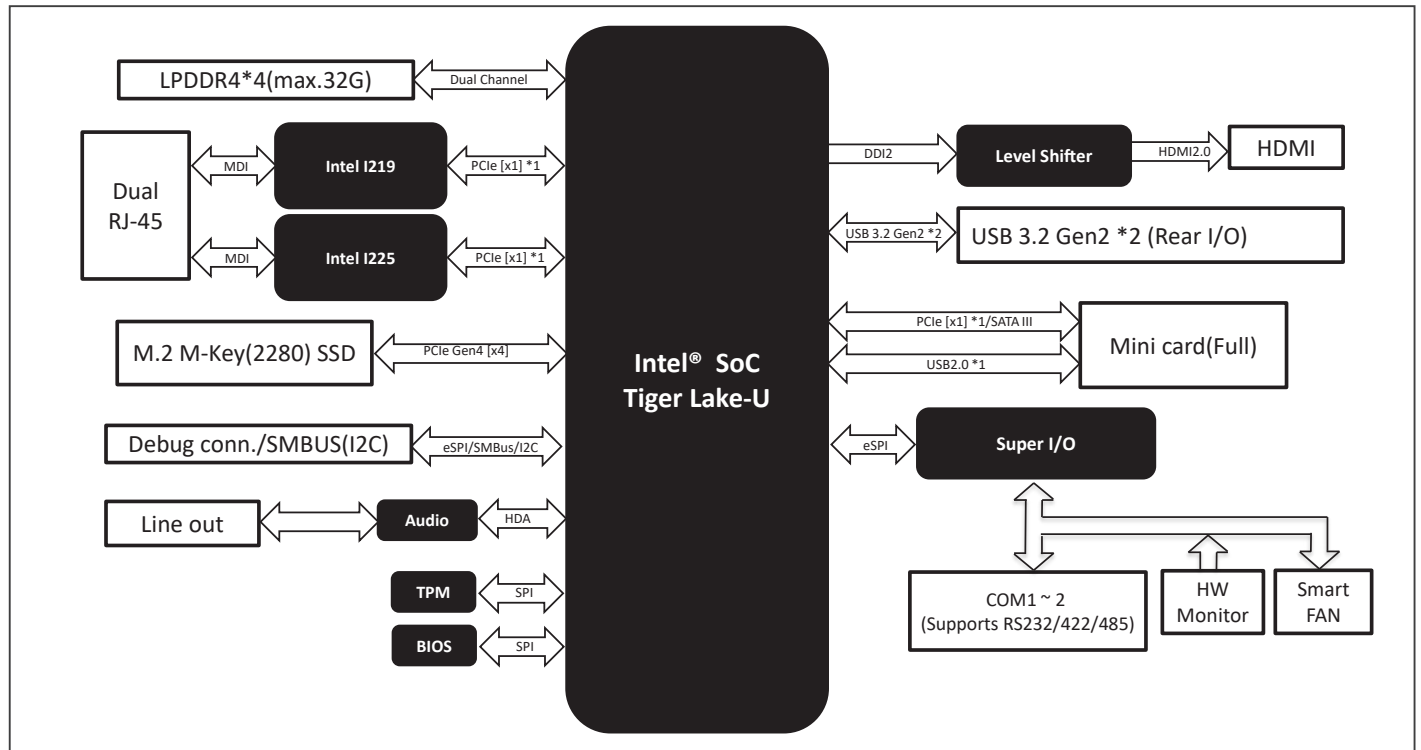 LPDDR4*4(max.32G)
Dual Channel
Dual
RJ-45
MDI
Intel I219
PCIe [x1] *1
MDI
Intel I225
PCIe [x1] *1
M.2 M-Key(2280) SSD
PCIe Gen4 [x4]
Debug conn./SMBUS(I2C)
eSPI/SMBus/I2C
Line out
Audio
HDA
TPM
SPI
BIOS
SPI
Intel® SoC
Tiger Lake-U
DDI2
Level Shifter
HDMI2.0
HDMI
USB 3.2 Gen2 *2
USB 3.2 Gen2 *2 (Rear I/O)
PCIe [x1] *1/SATA III
USB2.0 *1
Mini card(Full)
eSPI
Super I/O
COM1 ~ 2
(Supports RS232/422/485)
HW
Monitor
Smart
FAN